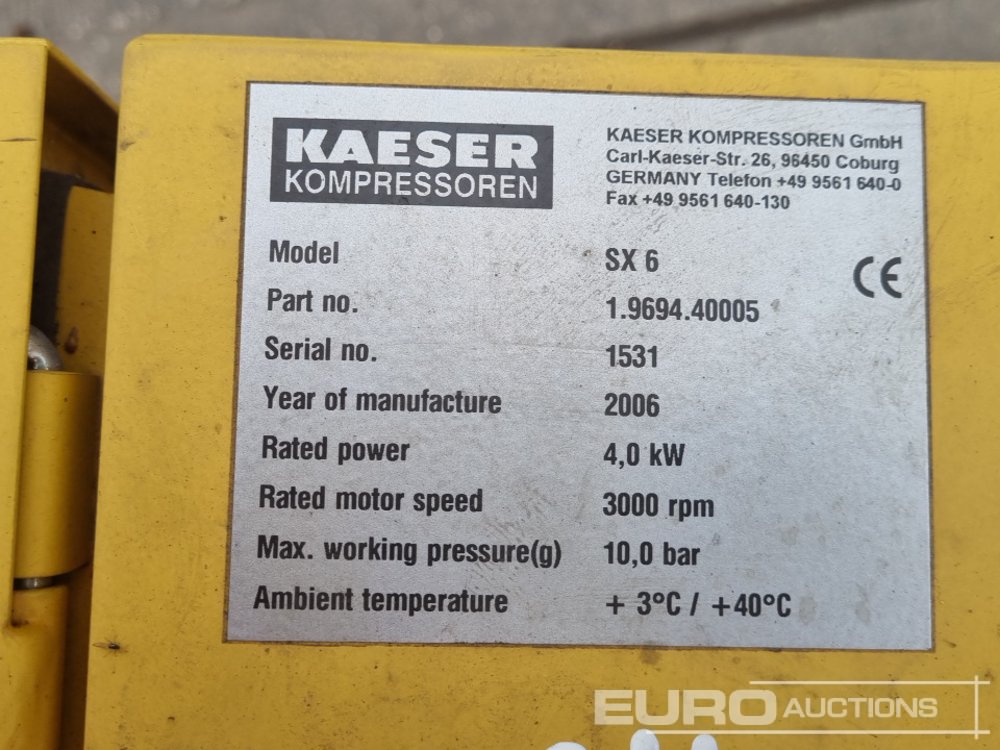 KAESER
KOMPRESSOREN
KAESER KOMPRESSOREN GmbH
Carl-Kaeser-Str. 26, 96450 Coburg
GERMANY Telefon +49 9561 640-0
Fax +49 9561 640-130
Model SX 6
CE
Part no. 1.9694.40005
Serial no. 1531
Year of manufacture 2006
Rated power 4,0 kW
Rated motor speed 3000 rpm
Max. working pressure(g) 10,0 bar
Ambient temperature + 3°C / +40°C
EURO AUCTIONS